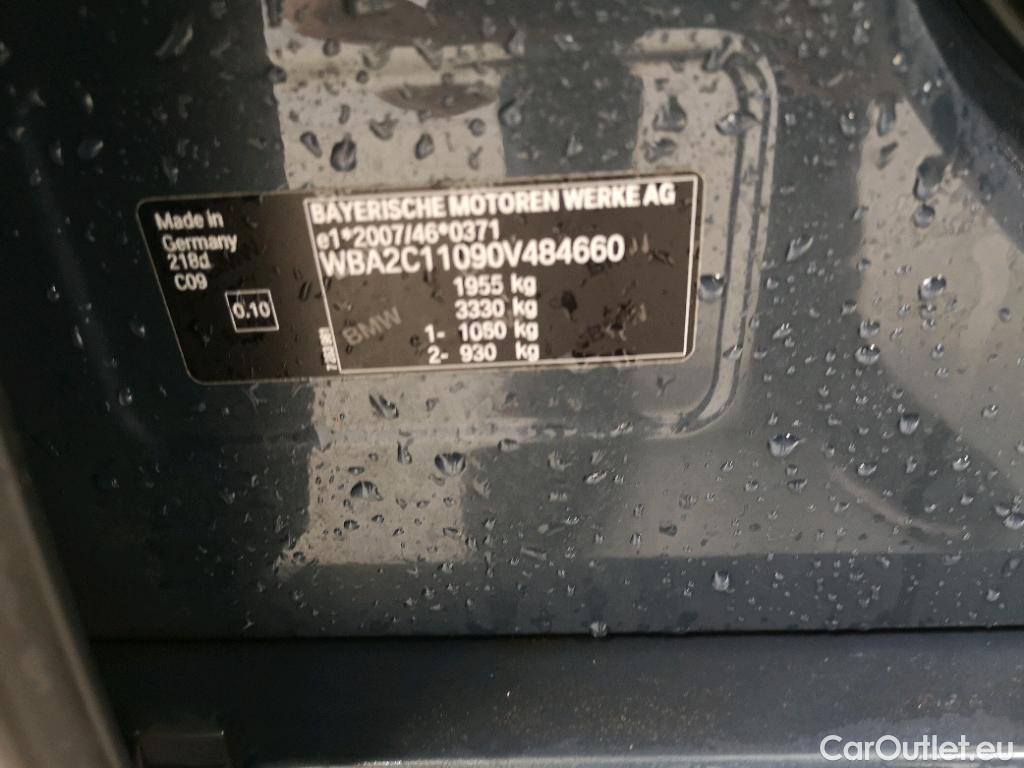 Made in
Germany
218d
C09
0.10
BAYERISCHE MOTOREN WERKE AG
e1*2007/46*0371
WBA2C11090V484660
1955 kg
3330 kg
1- 1050 kg
2- 930 kg
BMW
CarOutlet.eu